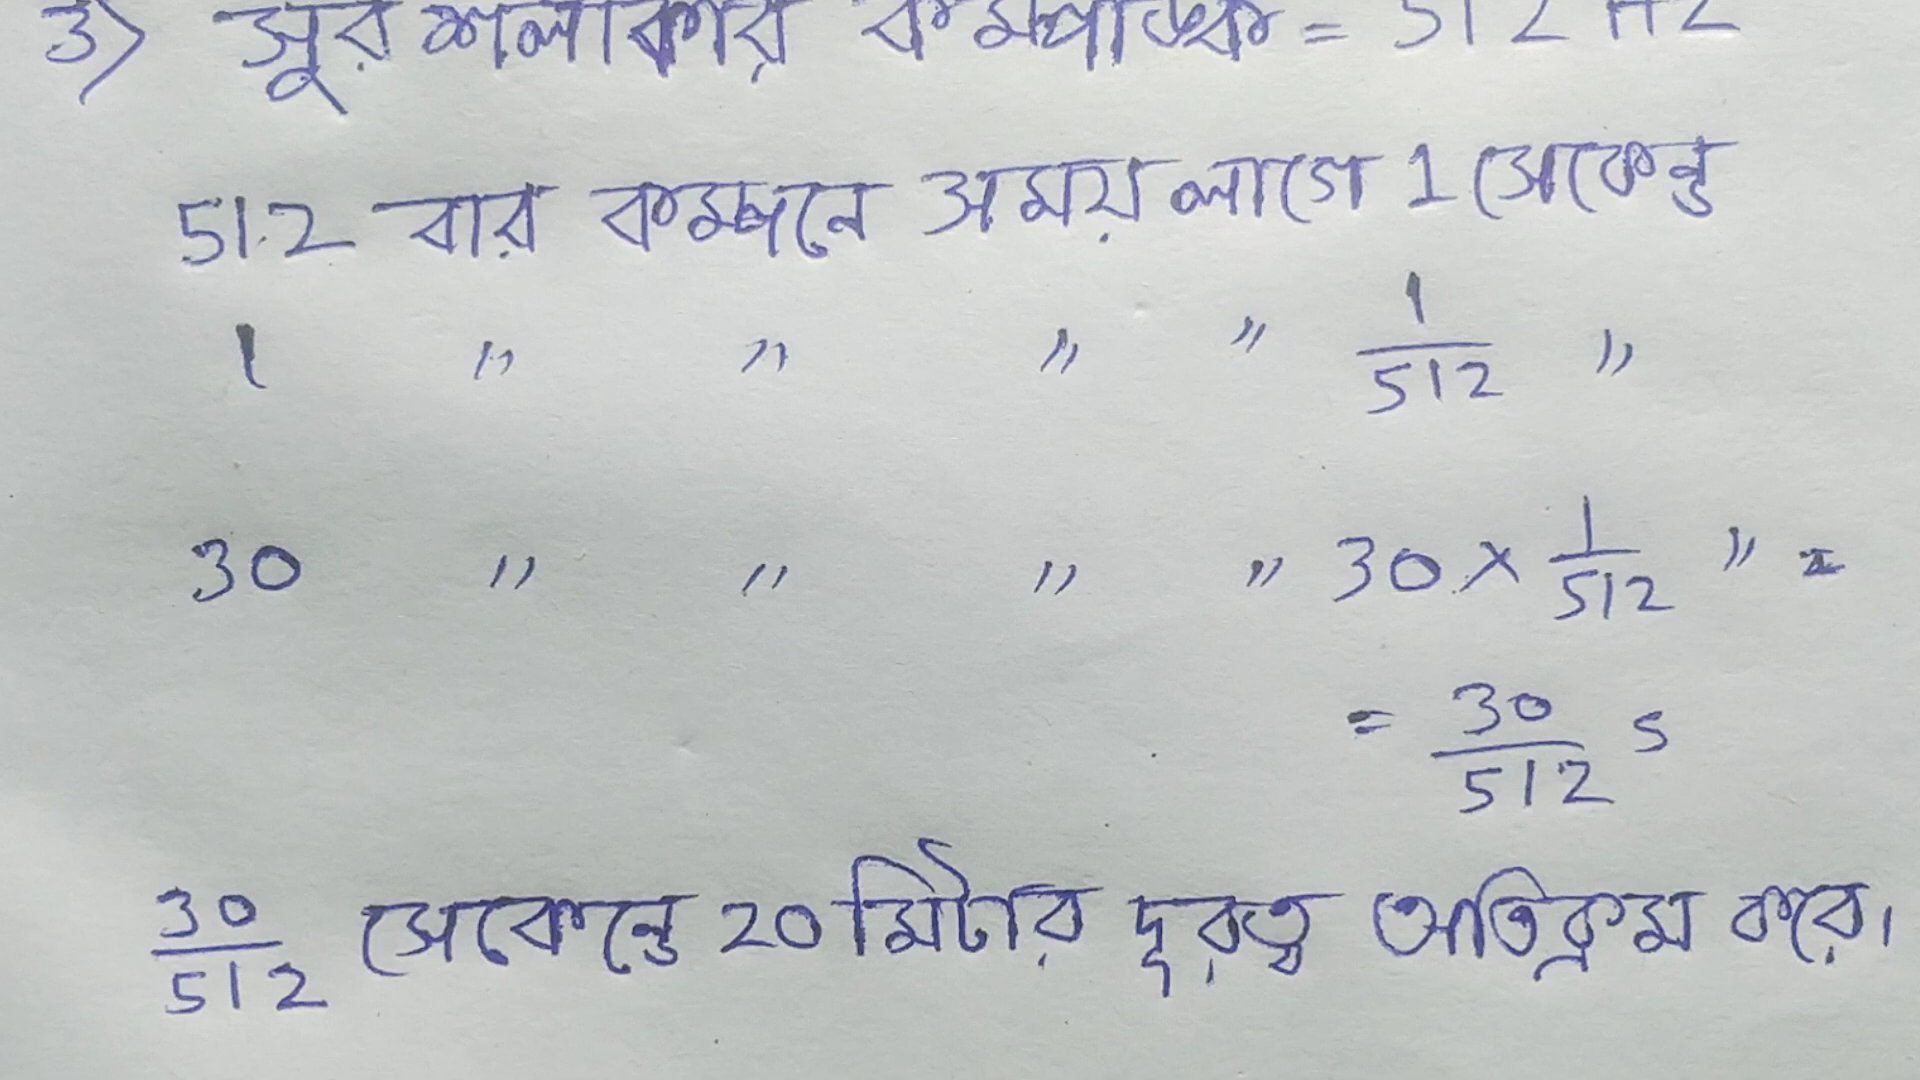 3) সুর শলাকার কম্পাঙ্ক = 512 Hz
512 বার কম্পনে সময় লাগে 1 সেকেন্ড
1 " " " " 1/512 "
30 " " " " 30 × 1/512 " =
= 30/512 s
30/512 সেকেন্ডে 20 মিটার দূরত্ব অতিক্রম করে।